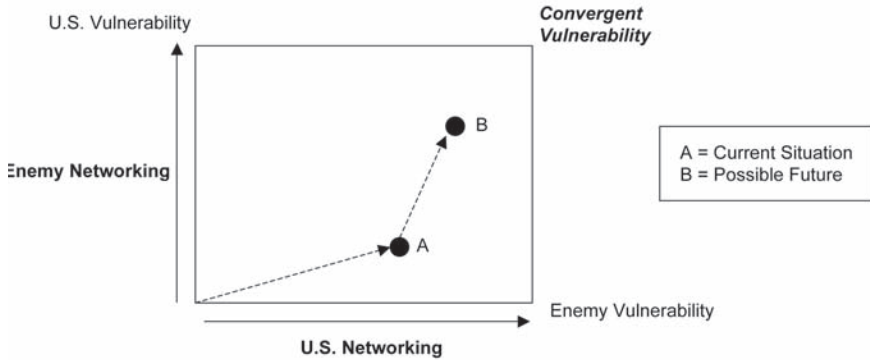 Convergent
Vulnerability
U.S. Vulnerability
B
A = Current Situation
B = Possible Future
Enemy Networking
A
Enemy Vulnerability
U.S. Networking